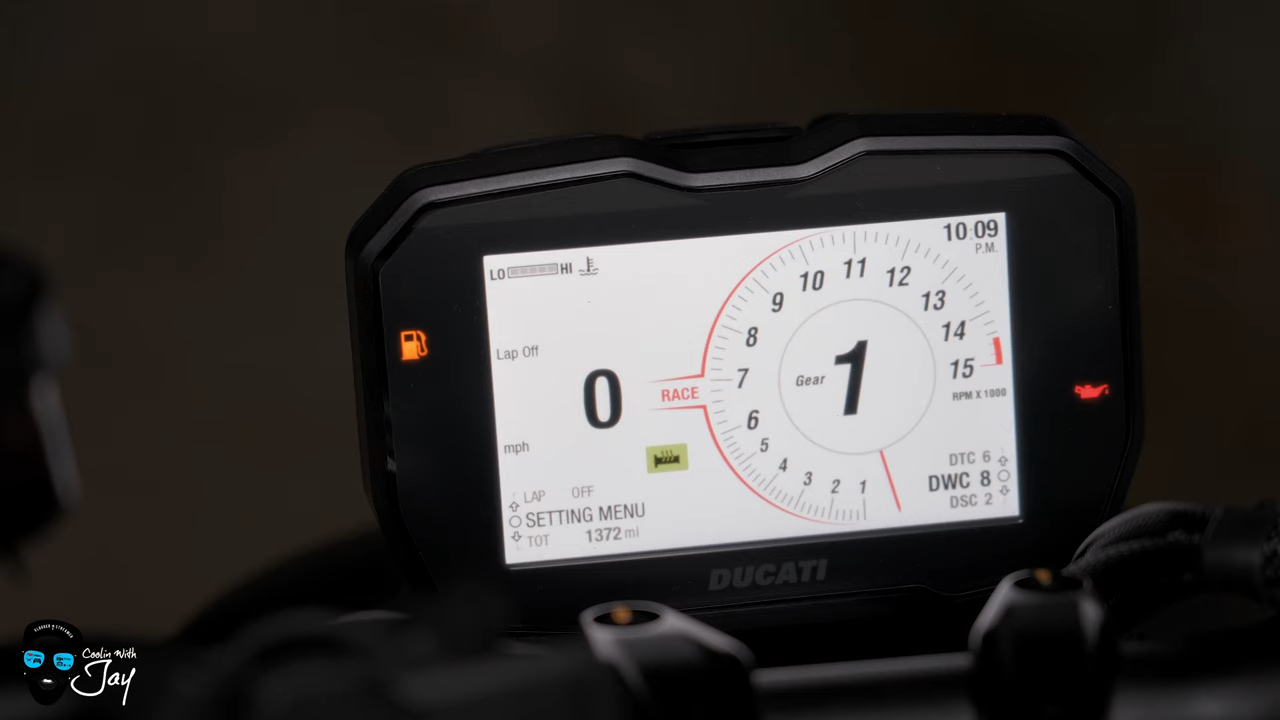 10:09
P.M.
LO HI
11
10 12
9 13
8 14
Lap Off
7 15
Gear 1
0
RACE
RPM X 1000
6
mph
5
4
3 2 1
DTC 6
DWC 8
DSC 2
LAP OFF
SETTING MENU
TOT 1372 mi
DUCATI
VLOGGER STREAMER
Coolin With
Jay